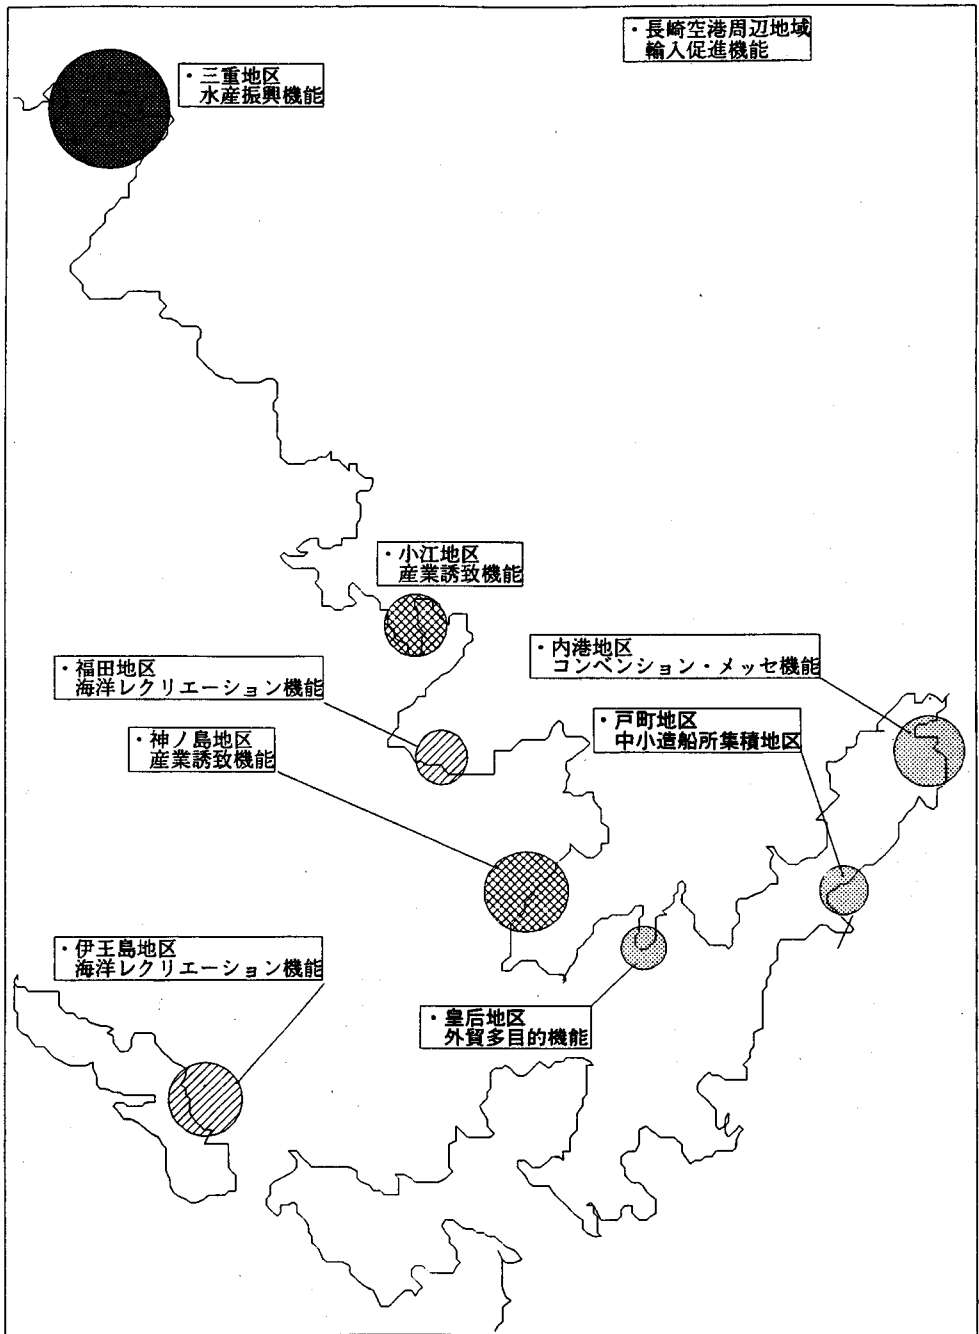 ・長崎空港周辺地域
輸入促進機能
・三重地区
水産振興機能
・小江地区
産業誘致機能
・内港地区
コンベンション・メッセ機能
・福田地区
海洋レクリエーション機能
・戸町地区
中小造船所集積地区
・神ノ島地区
産業誘致機能
・伊王島地区
海洋レクリエーション機能
・皇后地区
外貿多目的機能